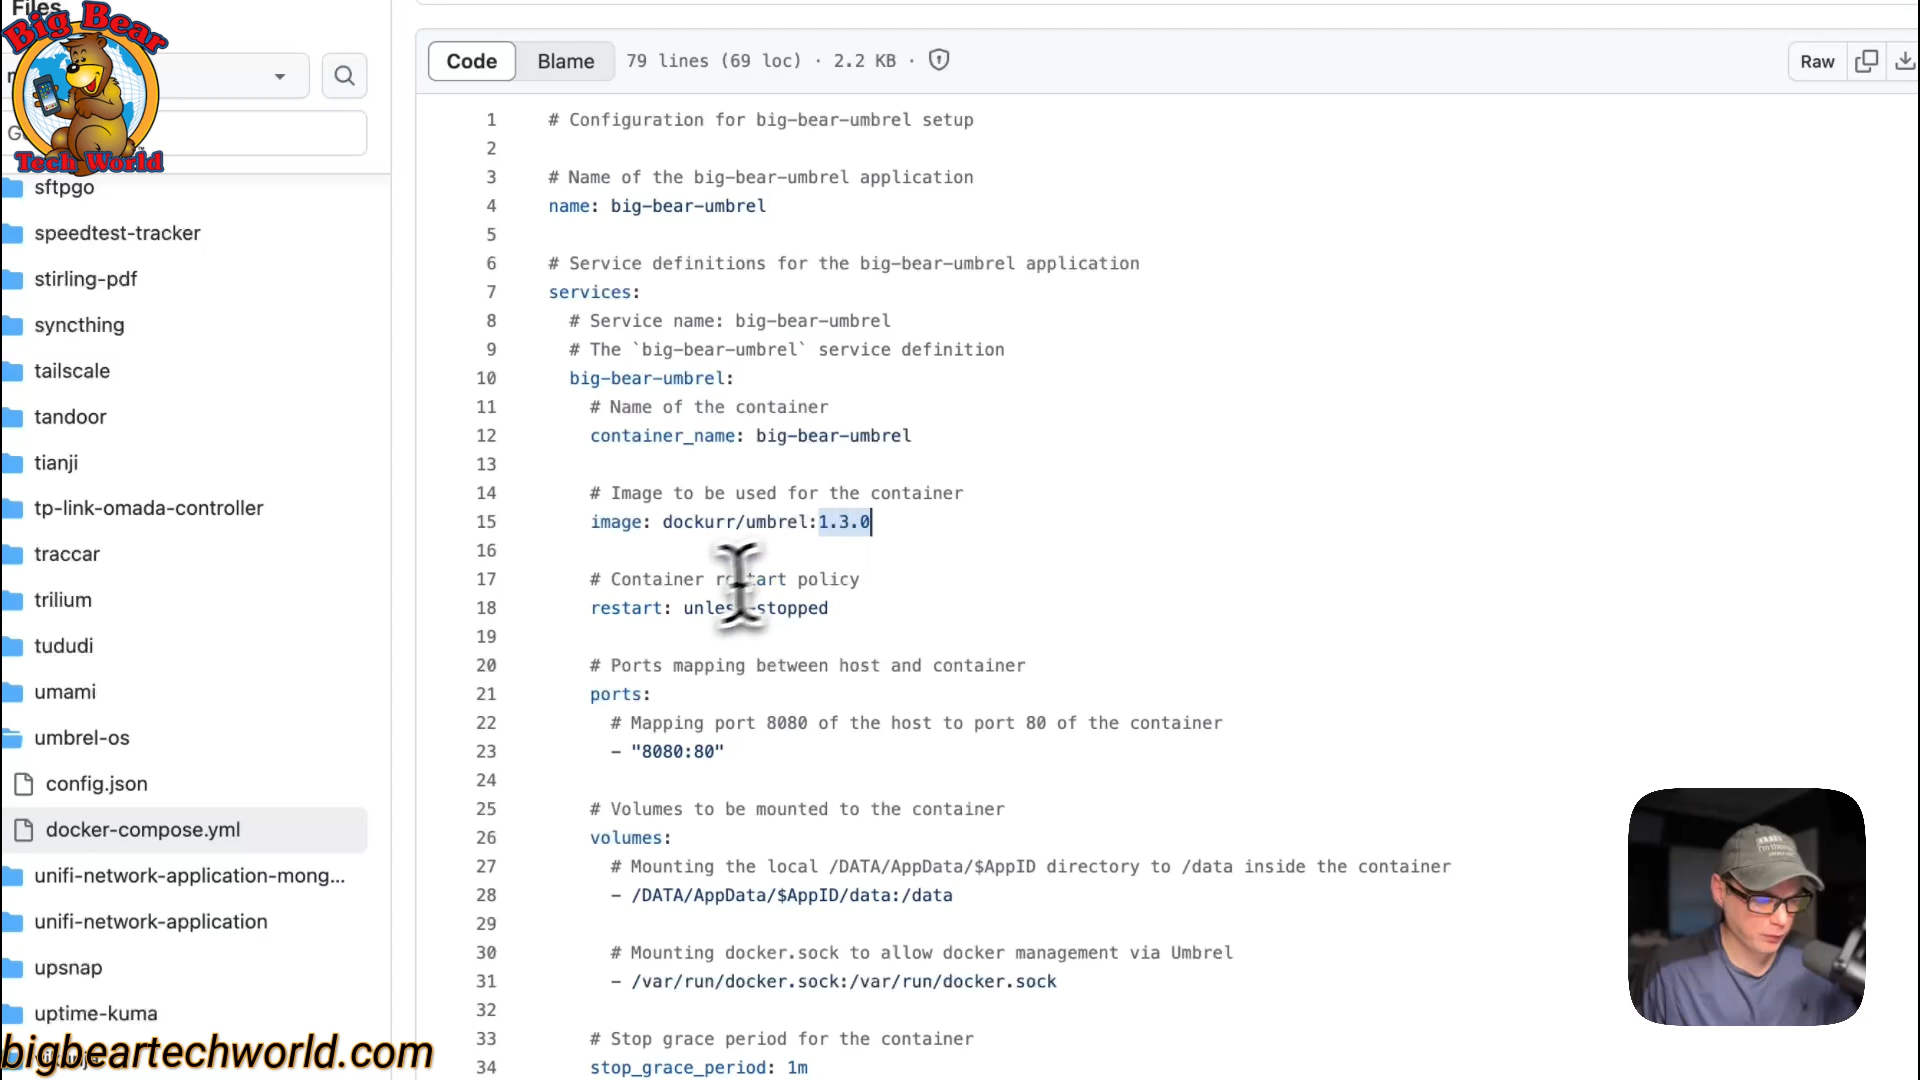 Files
Big Bear
Tech World
sftpgo
speedtest-tracker
stirling-pdf
syncthing
tailscale
tandoor
tianji
tp-link-omada-controller
traccar
trilium
tududi
umami
umbrel-os
config.json
docker-compose.yml
unifi-network-application-mong...
unifi-network-application
upsnap
uptime-kuma
bigbeartechworld.com
Code Blame 79 lines (69 loc) · 2.2 KB · Raw
1 # Configuration for big-bear-umbrel setup
2
3 # Name of the big-bear-umbrel application
4 name: big-bear-umbrel
5
6 # Service definitions for the big-bear-umbrel application
7 services:
8 # Service name: big-bear-umbrel
9 # The `big-bear-umbrel` service definition
10 big-bear-umbrel:
11 # Name of the container
12 container_name: big-bear-umbrel
13
14 # Image to be used for the container
15 image: dockurr/umbrel:1.3.0
16
17 # Container restart policy
18 restart: unless-stopped
19
20 # Ports mapping between host and container
21 ports:
22 # Mapping port 8080 of the host to port 80 of the container
23 - "8080:80"
24
25 # Volumes to be mounted to the container
26 volumes:
27 # Mounting the local /DATA/AppData/$AppID directory to /data inside the container
28 - /DATA/AppData/$AppID/data:/data
29
30 # Mounting docker.sock to allow docker management via Umbrel
31 - /var/run/docker.sock:/var/run/docker.sock
32
33 # Stop grace period for the container
34 stop_grace_period: 1m